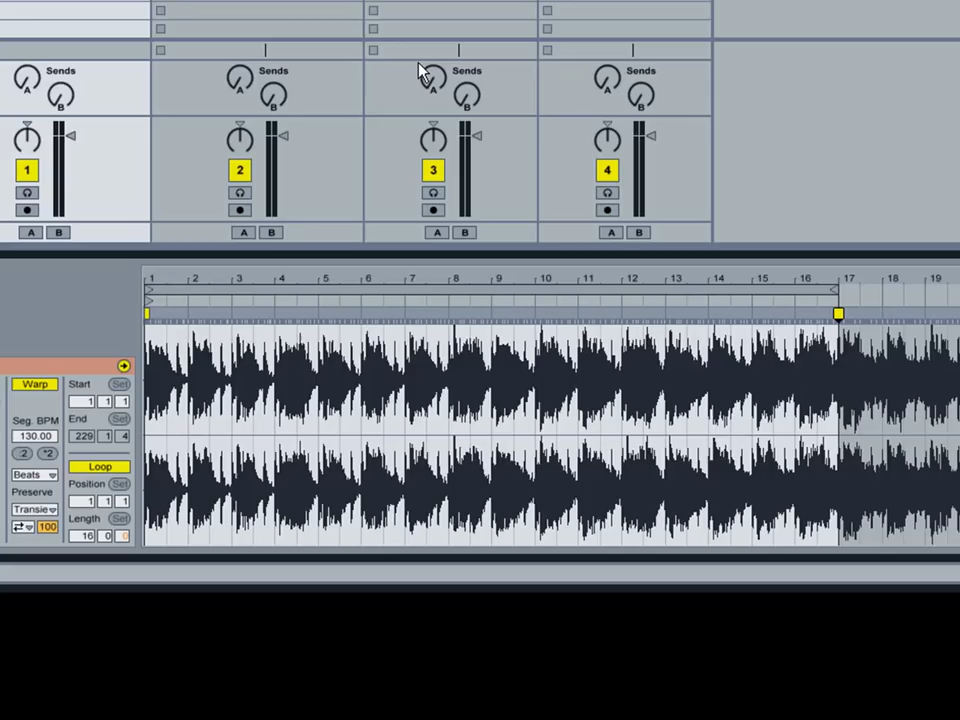 Sends Sends Sends Sends
A B A B A B A B
1 2 3 4
A B A B A B A B
1 2 3 4 5 6 7 8 9 10 11 12 13 14 15 16 17 18 19
Warp Start Set
1 1 1
Seg. BPM End Set
130.00 229 1 4
:2 *2
Loop
Beats Position Set
Preserve 1 1 1
Transie Length Set
100 16 0 0